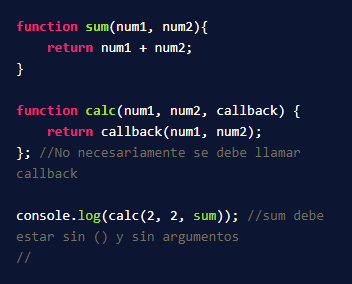 function sum(num1, num2){
    return num1 + num2;
}

function calc(num1, num2, callback) {
    return callback(num1, num2);
}; //No necesariamente se debe llamar
callback

console.log(calc(2, 2, sum)); //sum debe
estar sin () y sin argumentos
//